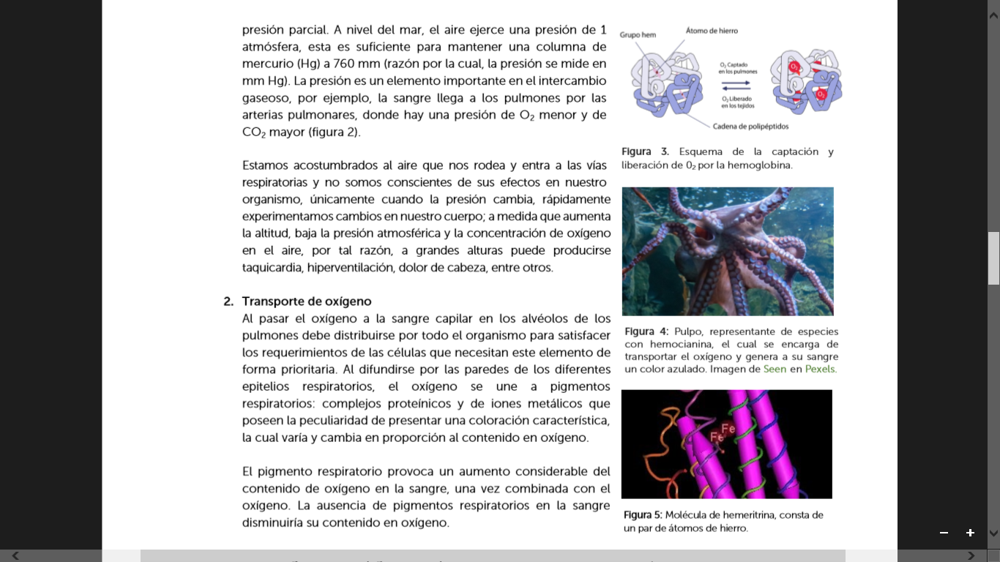 presión parcial. A nivel del mar, el aire ejerce una presión de 1
atmósfera, esta es suficiente para mantener una columna de
mercurio (Hg) a 760 mm (razón por la cual, la presión se mide en
mm Hg). La presión es un elemento importante en el intercambio
gaseoso, por ejemplo, la sangre llega a los pulmones por las
arterias pulmonares, donde hay una presión de O₂ menor y de
CO₂ mayor (figura 2).
Estamos acostumbrados al aire que nos rodea y entra a las vías
respiratorias y no somos conscientes de sus efectos en nuestro
organismo, únicamente cuando la presión cambia, rápidamente
experimentamos cambios en nuestro cuerpo; a medida que aumenta
la altitud, baja la presión atmosférica y la concentración de oxígeno
en el aire, por tal razón, a grandes alturas puede producirse
taquicardia, hiperventilación, dolor de cabeza, entre otros.
2. Transporte de oxígeno
Al pasar el oxígeno a la sangre capilar en los alvéolos de los
pulmones debe distribuirse por todo el organismo para satisfacer
los requerimientos de las células que necesitan este elemento de
forma prioritaria. Al difundirse por las paredes de los diferentes
epitelios respiratorios, el oxígeno se une a pigmentos
respiratorios: complejos proteínicos y de iones metálicos que
poseen la peculiaridad de presentar una coloración característica,
la cual varía y cambia en proporción al contenido en oxígeno.
El pigmento respiratorio provoca un aumento considerable del
contenido de oxígeno en la sangre, una vez combinada con el
oxígeno. La ausencia de pigmentos respiratorios en la sangre
disminuiría su contenido en oxígeno.
Grupo hem
Átomo de hierro
O₂ Captado
en los pulmones
O₂ Liberado
en los tejidos
O₂
O₂
Cadena de polipéptidos
Figura 3. Esquema de la captación y
liberación de 0₂ por la hemoglobina.
Figura 4: Pulpo, representante de especies
con hemocianina, el cual se encarga de
transportar el oxígeno y genera a su sangre
un color azulado. Imagen de Seen en Pexels.
Fe
Fe
Figura 5: Molécula de hemeritrina, consta de
un par de átomos de hierro.